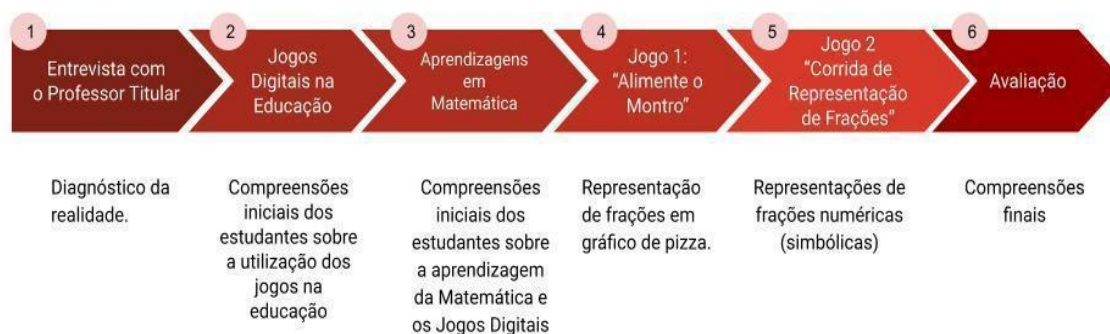 1
Entrevista com
o Professor Titular
2
Jogos
Digitais na
Educação
3
Aprendizagens
em
Matemática
4
Jogo 1:
“Alimente o
Montro”
5
Jogo 2
“Corrida de
Representação
de Frações”
6
Avaliação
Diagnóstico da
realidade.
Compreensões
iniciais dos
estudantes sobre
a utilização dos
jogos na
educação
Compreensões
iniciais dos
estudantes sobre
a aprendizagem
da Matemática e
os Jogos Digitais
Representação
de frações em
gráfico de pizza.
Representações de
frações numéricas
(simbólicas)
Compreensões
finais